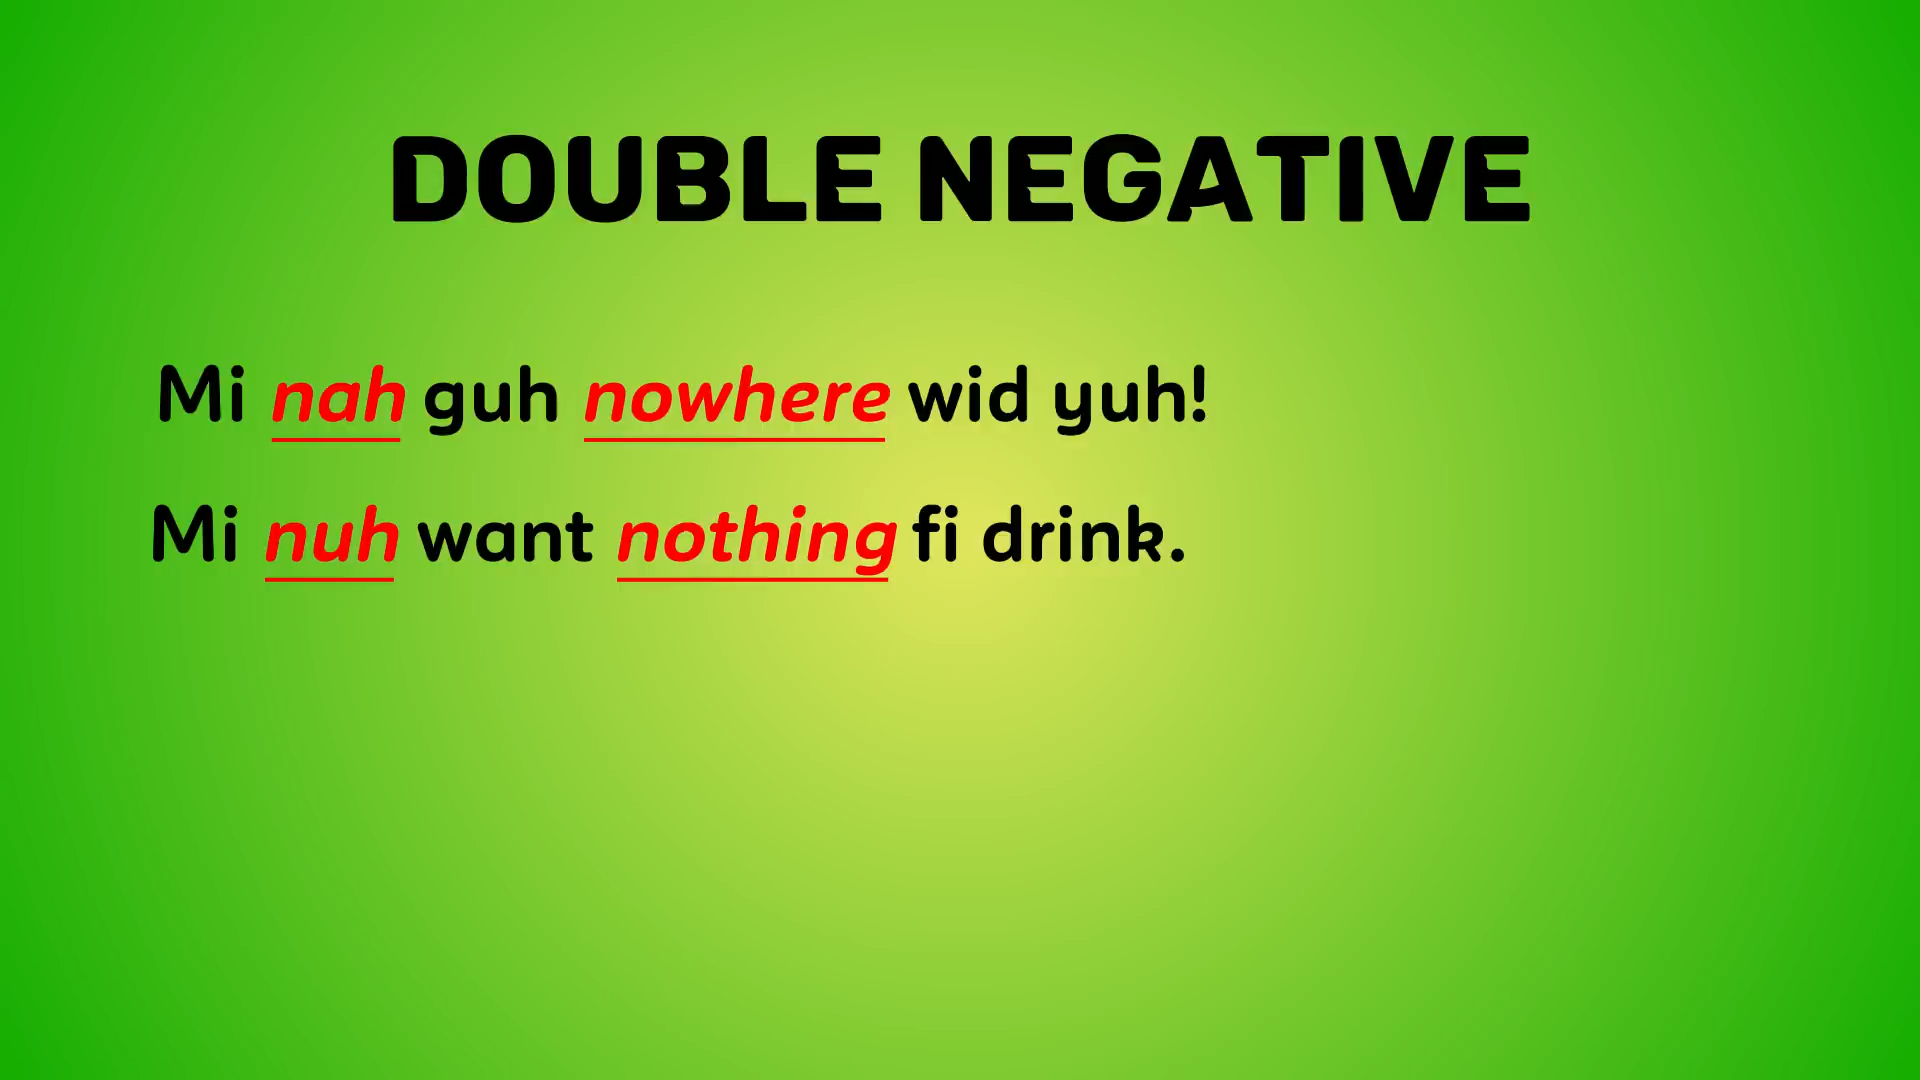 DOUBLE NEGATIVE
Mi nah guh nowhere wid yuh!
Mi nuh want nothing fi drink.